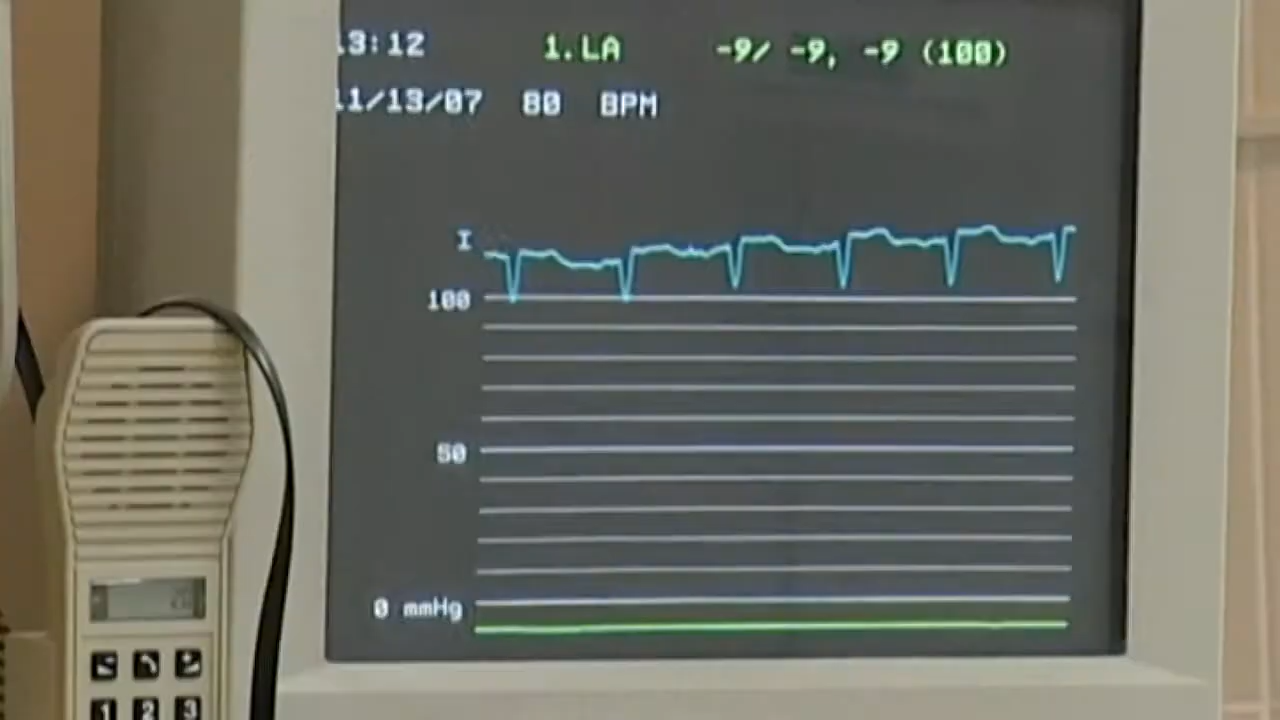 13:12 1.LA -9/ -9, -9 (100)
11/13/07 80 BPM
I
100
50
0 mmHg
1 2 3